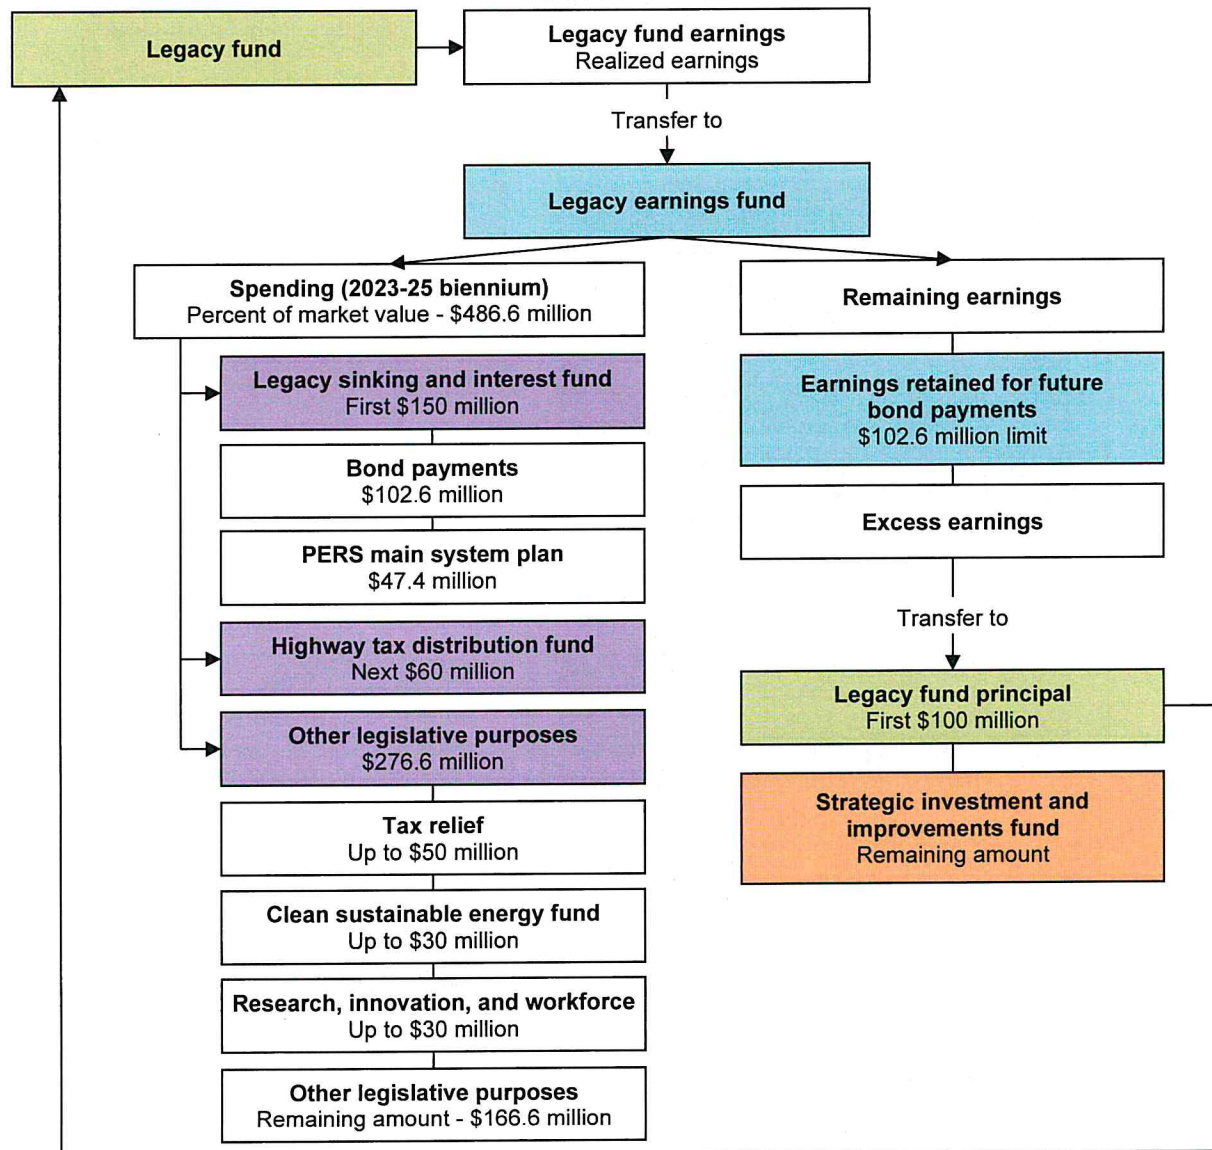 Legacy fund
Legacy fund earnings
Realized earnings
Transfer to
Legacy earnings fund
Spending (2023-25 biennium)
Percent of market value - $486.6 million
Legacy sinking and interest fund
First $150 million
Bond payments
$102.6 million
PERS main system plan
$47.4 million
Highway tax distribution fund
Next $60 million
Other legislative purposes
$276.6 million
Tax relief
Up to $50 million
Clean sustainable energy fund
Up to $30 million
Research, innovation, and workforce
Up to $30 million
Other legislative purposes
Remaining amount - $166.6 million
Remaining earnings
Earnings retained for future
bond payments
$102.6 million limit
Excess earnings
Transfer to
Legacy fund principal
First $100 million
Strategic investment and
improvements fund
Remaining amount